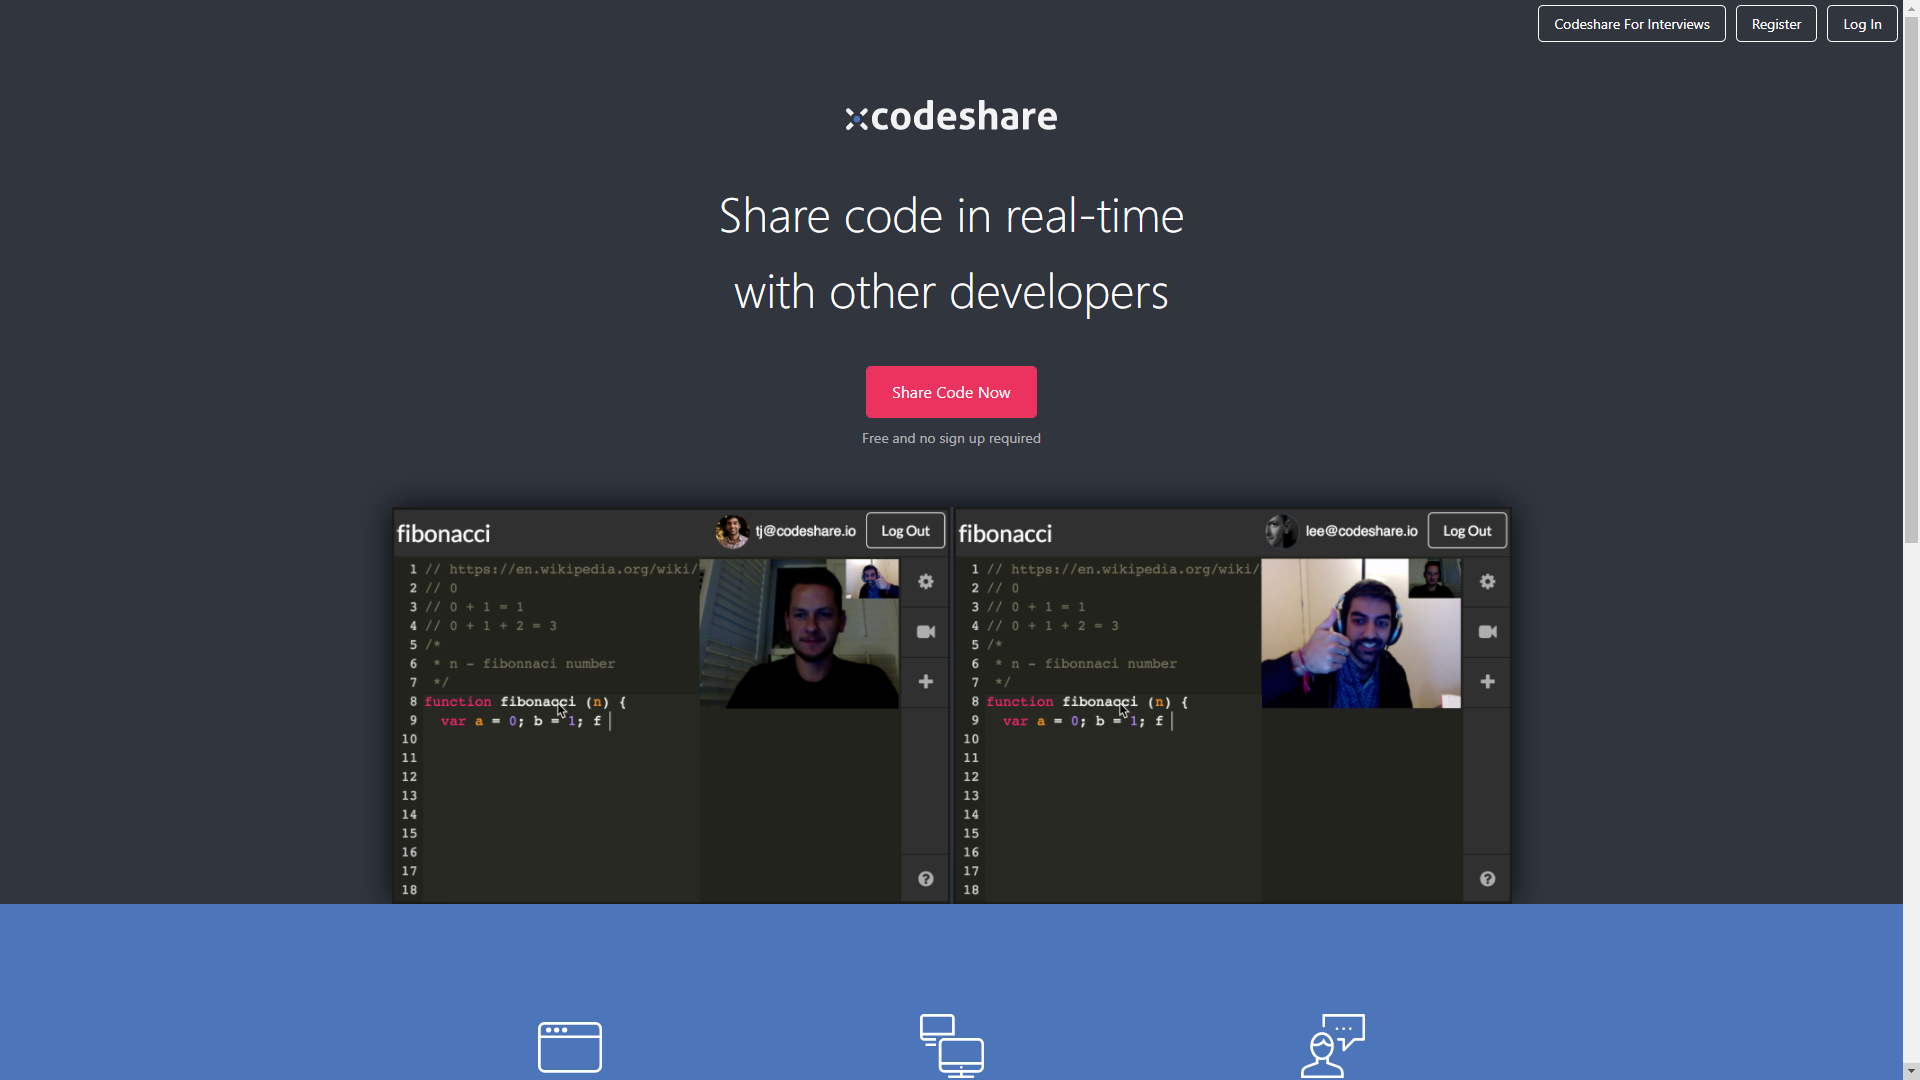 Codeshare For Interviews
Register
Log In
codeshare
Share code in real-time
with other developers
Share Code Now
Free and no sign up required
fibonacci
tj@codeshare.io
Log Out
1 // https://en.wikipedia.org/wiki/
2 // 0
3 // 0 + 1 = 1
4 // 0 + 1 + 2 = 3
5 /*
6 * n - fibonnaci number
7 */
8 function fibonacci (n) {
9 var a = 0; b = 1; f
10
11
12
13
14
15
16
17
18
fibonacci
lee@codeshare.io
Log Out
1 // https://en.wikipedia.org/wiki/
2 // 0
3 // 0 + 1 = 1
4 // 0 + 1 + 2 = 3
5 /*
6 * n - fibonnaci number
7 */
8 function fibonacci (n) {
9 var a = 0; b = 1; f
10
11
12
13
14
15
16
17
18